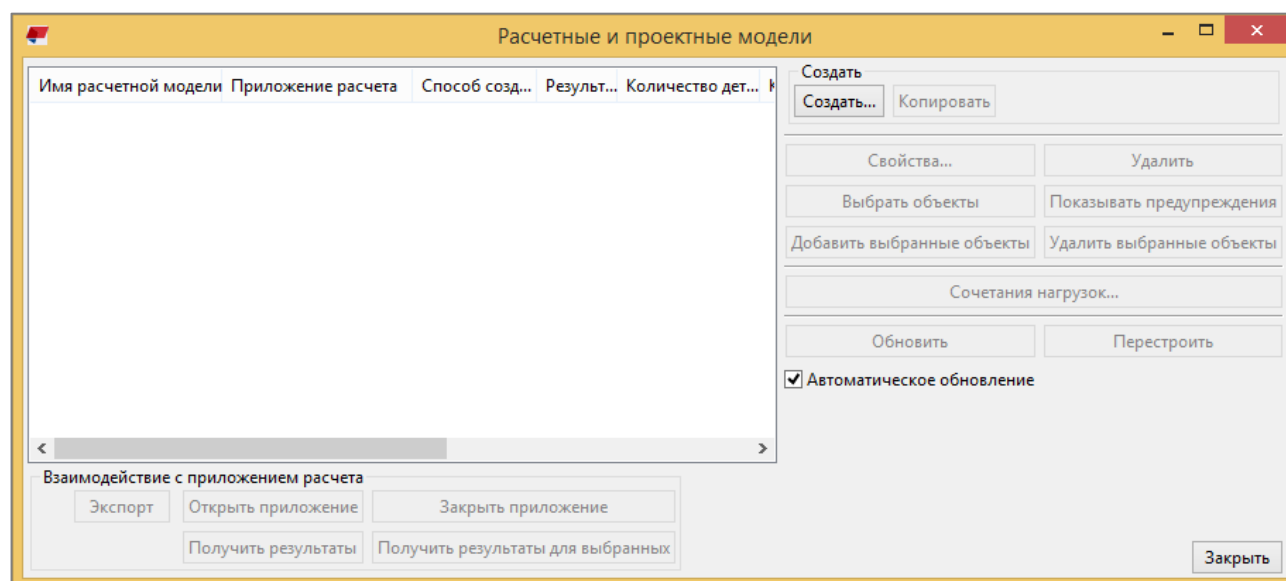 Расчетные и проектные модели
Имя расчетной модели Приложение расчета Способ созд... Результ... Количество дет...
Создать
Создать... Копировать
Свойства... Удалить
Выбрать объекты Показывать предупреждения
Добавить выбранные объекты Удалить выбранные объекты
Сочетания нагрузок...
Обновить Перестроить
Автоматическое обновление
Взаимодействие с приложением расчета
Экспорт Открыть приложение Закрыть приложение
Получить результаты Получить результаты для выбранных
Закрыть